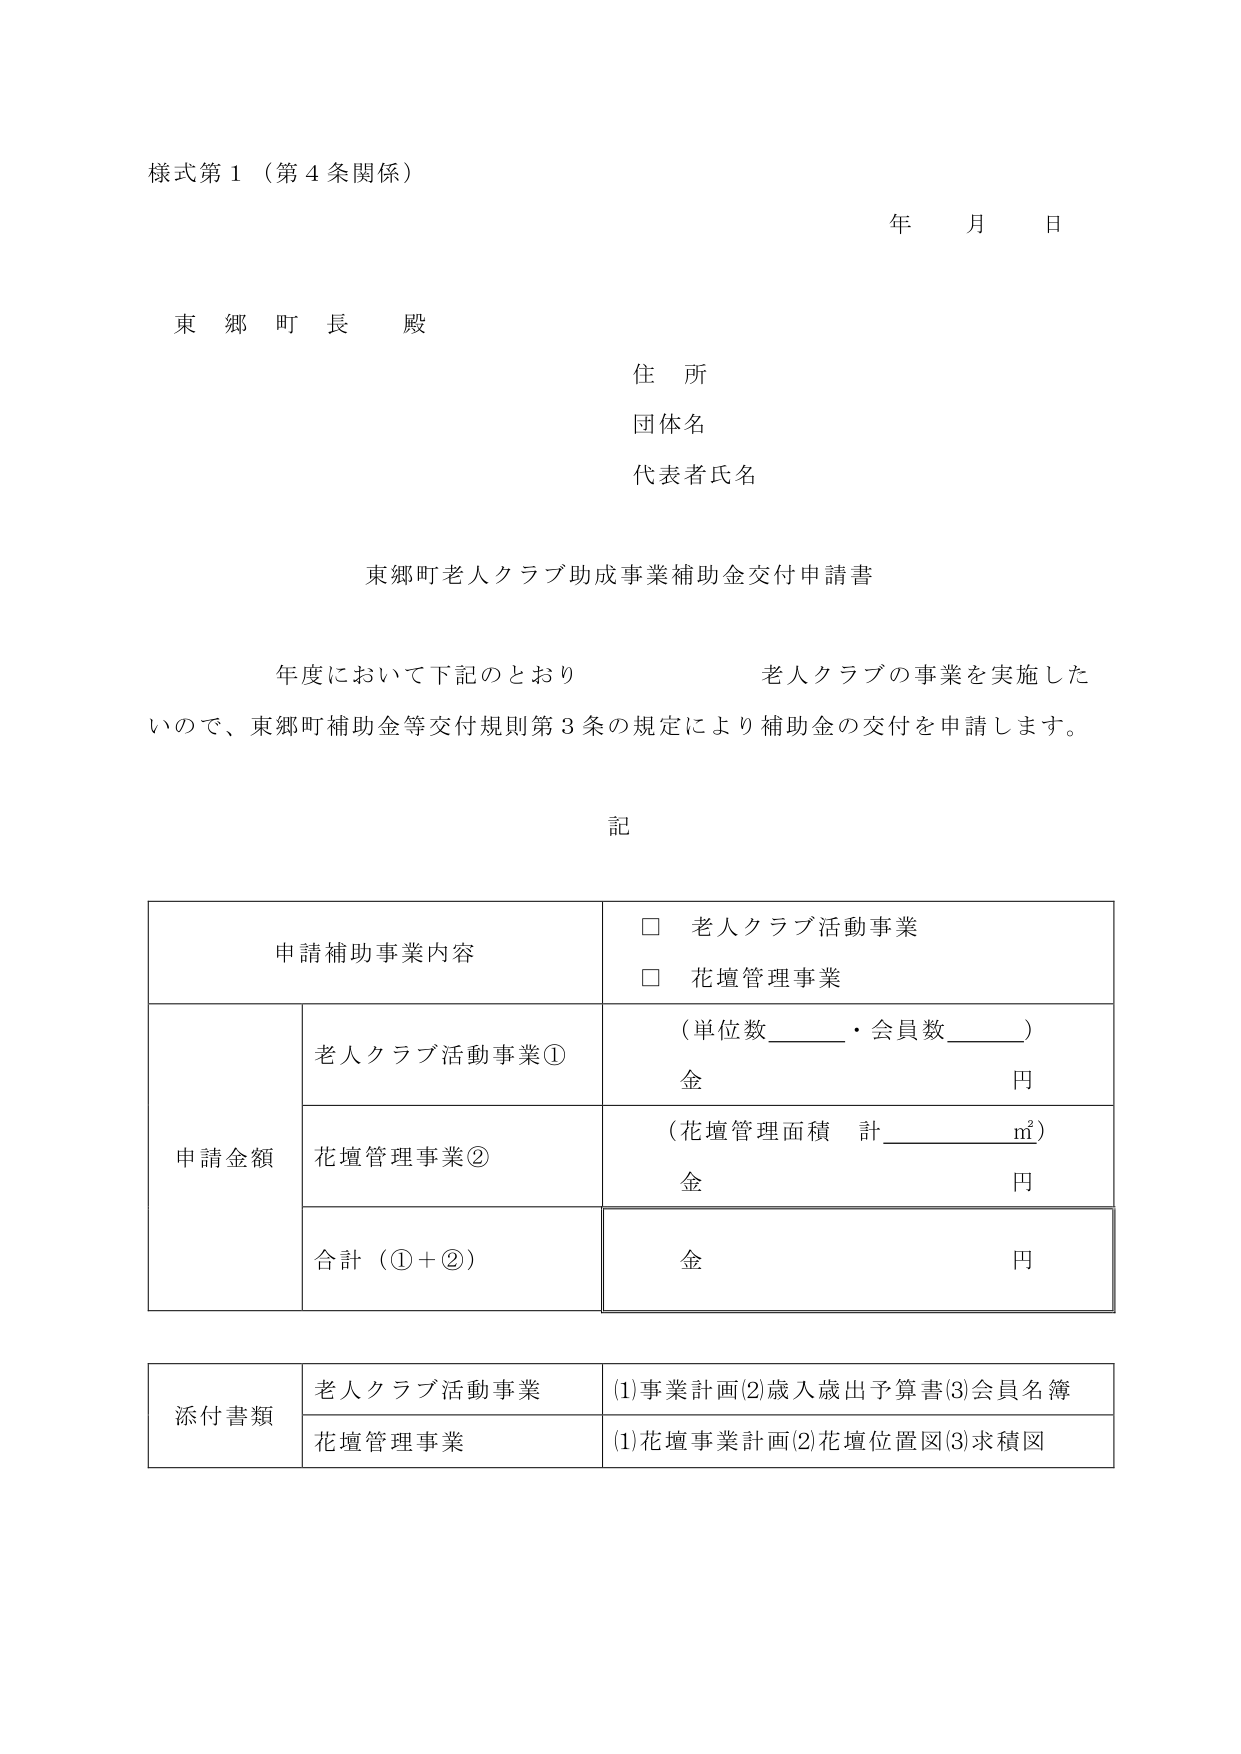 様式第１（第４条関係）
年　　月　　日
東　郷　町　長　　殿
住　所
団体名
代表者氏名
東郷町老人クラブ助成事業補助金交付申請書
年度において下記のとおり　　　　　　　老人クラブの事業を実施した
いので、東郷町補助金等交付規則第３条の規定により補助金の交付を申請します。
記
申請補助事業内容
□　老人クラブ活動事業
□　花壇管理事業
申請金額
老人クラブ活動事業①
（単位数______・会員数______）
金　　　　　　　　　　　　円
花壇管理事業②
（花壇管理面積　計__________㎡）
金　　　　　　　　　　　　円
合計（①＋②）
金　　　　　　　　　　　　円
添付書類
老人クラブ活動事業
⑴事業計画⑵歳入歳出予算書⑶会員名簿
花壇管理事業
⑴花壇事業計画⑵花壇位置図⑶求積図